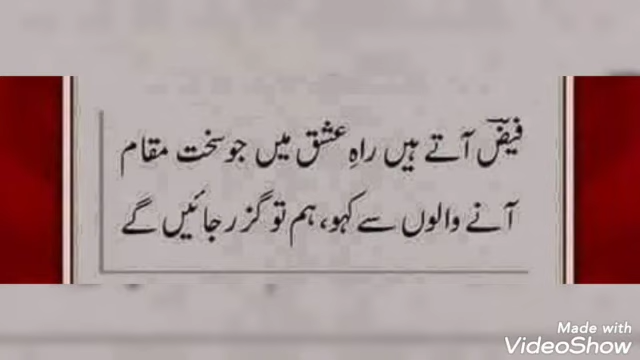 فیضؔ آتے ہیں راہِ عشق میں جو سخت مقام
آنے والوں سے کہو، ہم تو گزر جائیں گے
Made with
VideoShow